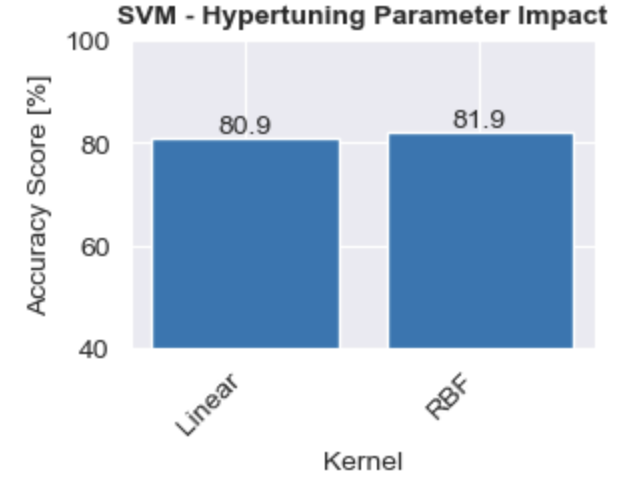 SVM - Hypertuning Parameter Impact
Accuracy Score [%]
100
80
60
40
80.9
81.9
Linear
RBF
Kernel